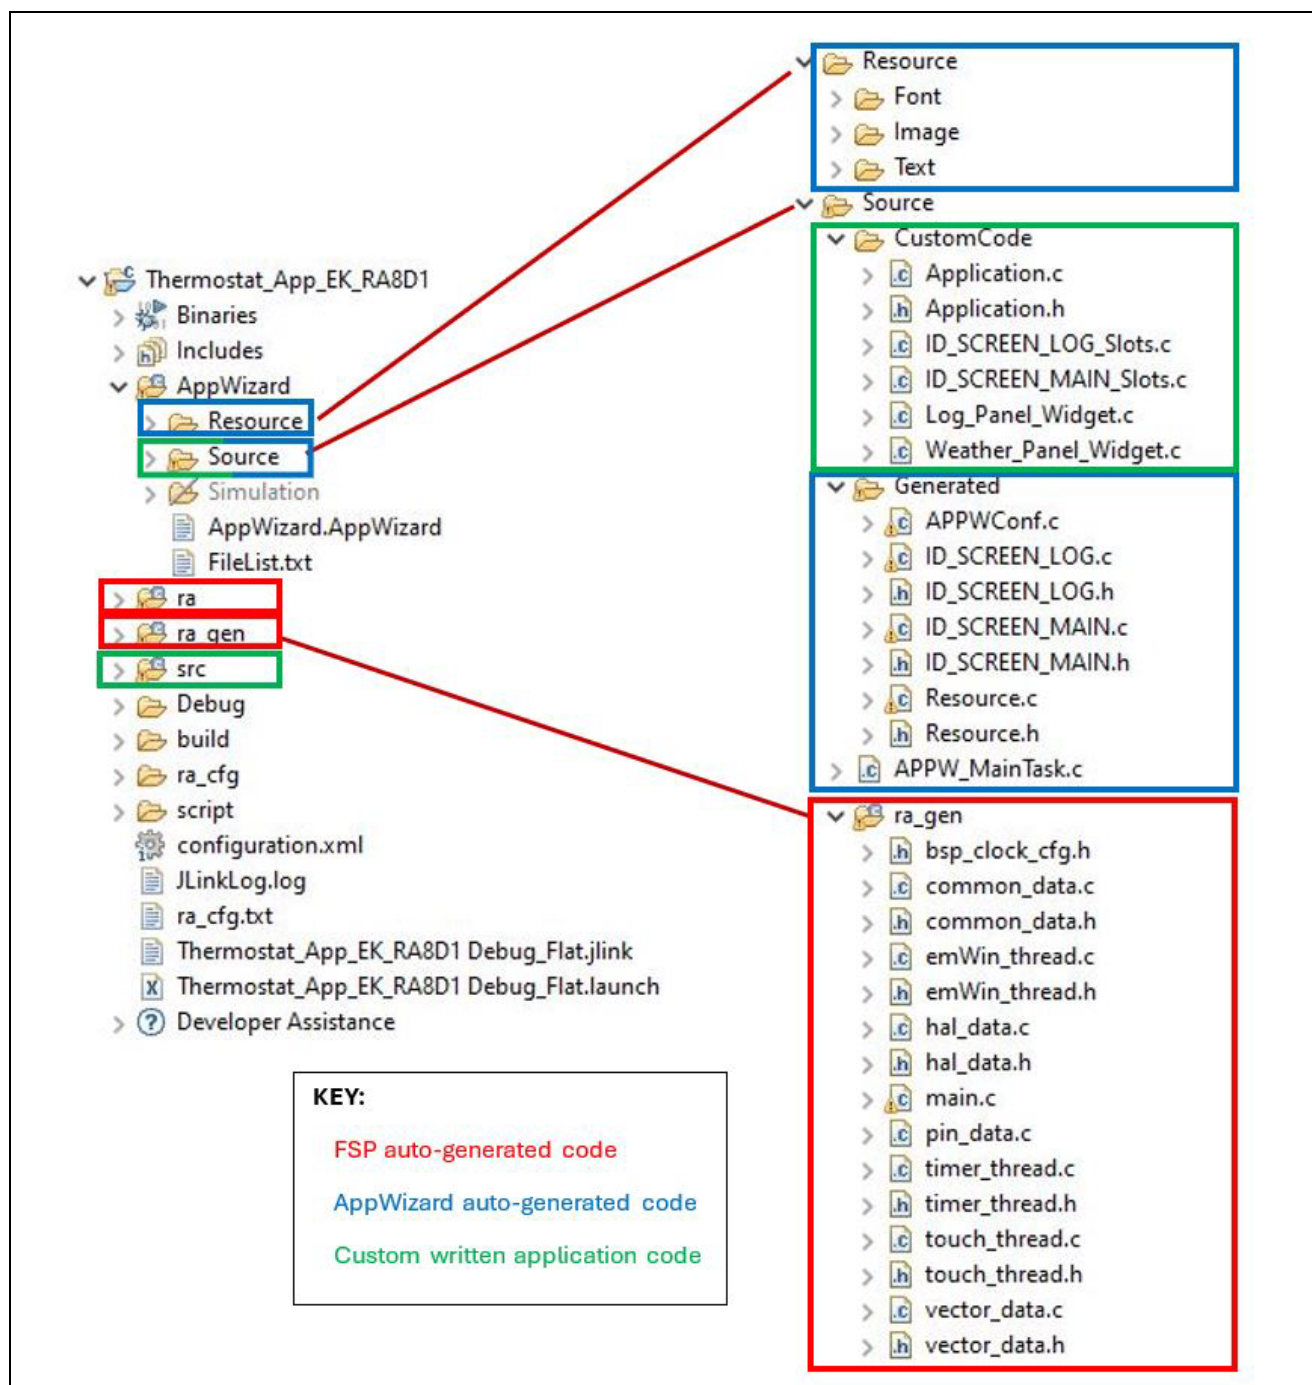 Thermostat_App_EK_RA8D1
Binaries
Includes
AppWizard
Resource
Source
Simulation
AppWizard.AppWizard
FileList.txt
ra
ra_gen
src
Debug
build
ra_cfg
script
configuration.xml
JLinkLog.log
ra_cfg.txt
Thermostat_App_EK_RA8D1 Debug_Flat.jlink
Thermostat_App_EK_RA8D1 Debug_Flat.launch
Developer Assistance
KEY:
FSP auto-generated code
AppWizard auto-generated code
Custom written application code
Resource
Font
Image
Text
Source
CustomCode
Application.c
Application.h
ID_SCREEN_LOG_Slots.c
ID_SCREEN_MAIN_Slots.c
Log_Panel_Widget.c
Weather_Panel_Widget.c
Generated
APPWConf.c
ID_SCREEN_LOG.c
ID_SCREEN_LOG.h
ID_SCREEN_MAIN.c
ID_SCREEN_MAIN.h
Resource.c
Resource.h
APPW_MainTask.c
ra_gen
bsp_clock_cfg.h
common_data.c
common_data.h
emWin_thread.c
emWin_thread.h
hal_data.c
hal_data.h
main.c
pin_data.c
timer_thread.c
timer_thread.h
touch_thread.c
touch_thread.h
vector_data.c
vector_data.h